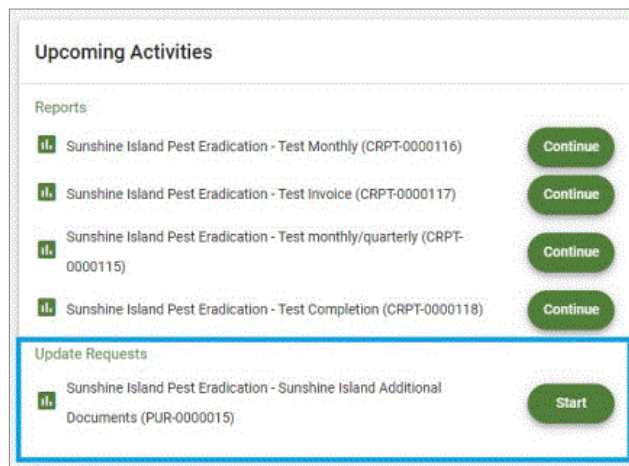 Upcoming Activities
Reports
Sunshine Island Pest Eradication - Test Monthly (CRPT-0000116)
Continue
Sunshine Island Pest Eradication - Test Invoice (CRPT-0000117)
Continue
Sunshine Island Pest Eradication - Test monthly/quarterly (CRPT-
0000115)
Continue
Sunshine Island Pest Eradication - Test Completion (CRPT-0000118)
Continue
Update Requests
Sunshine Island Pest Eradication - Sunshine Island Additional
Documents (PUR-0000015)
Start